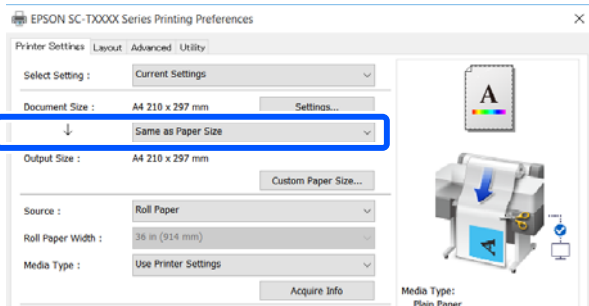 EPSON SC-TXXXX Series Printing Preferences
Printer Settings Layout Advanced Utility
Select Setting : Current Settings
Document Size : A4 210 x 297 mm Settings...
↓ Same as Paper Size
Output Size : A4 210 x 297 mm
Custom Paper Size...
Source : Roll Paper
Roll Paper Width : 36 in (914 mm)
Media Type : Use Printer Settings
Acquire Info
A
A
Media Type:
Plain Paper